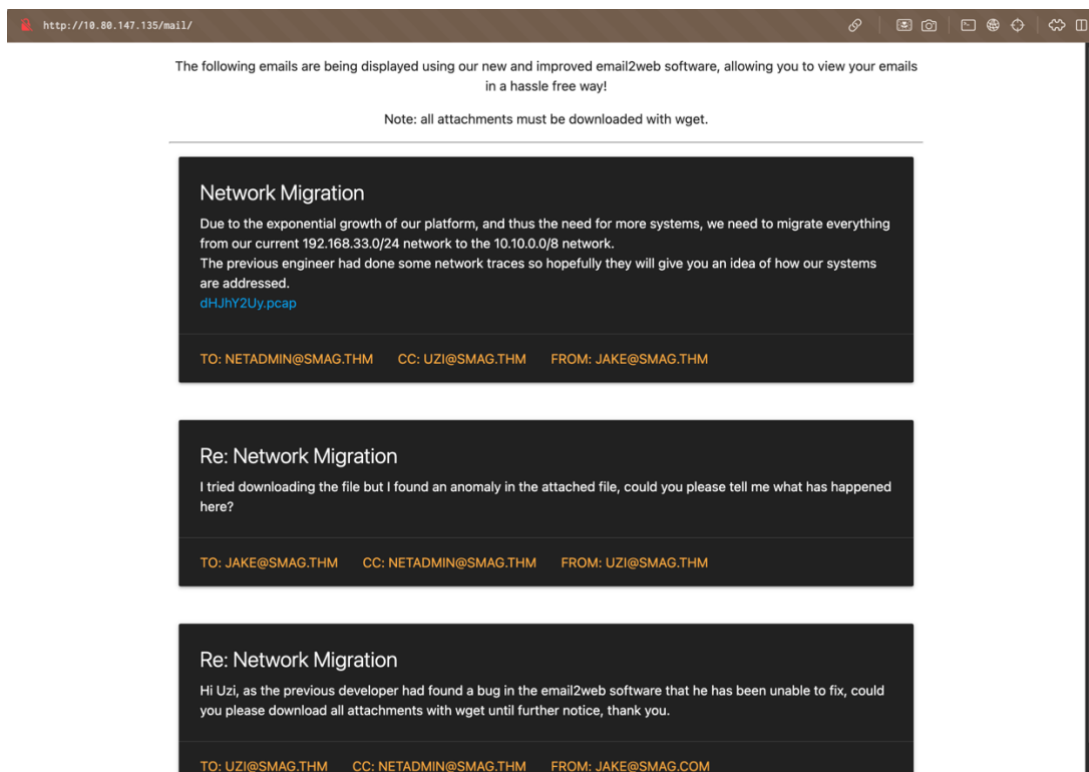 http://10.80.147.135/mail/
The following emails are being displayed using our new and improved email2web software, allowing you to view your emails
in a hassle free way!
Note: all attachments must be downloaded with wget.
Network Migration
Due to the exponential growth of our platform, and thus the need for more systems, we need to migrate everything
from our current 192.168.33.0/24 network to the 10.10.0.0/8 network.
The previous engineer had done some network traces so hopefully they will give you an idea of how our systems
are addressed.
dHJhY2Uy.pcap
TO: NETADMIN@SMAG.THM CC: UZI@SMAG.THM FROM: JAKE@SMAG.THM
Re: Network Migration
I tried downloading the file but I found an anomaly in the attached file, could you please tell me what has happened
here?
TO: JAKE@SMAG.THM CC: NETADMIN@SMAG.THM FROM: UZI@SMAG.THM
Re: Network Migration
Hi Uzi, as the previous developer had found a bug in the email2web software that he has been unable to fix, could
you please download all attachments with wget until further notice, thank you.
TO: UZI@SMAG.THM CC: NETADMIN@SMAG.THM FROM: JAKE@SMAG.COM